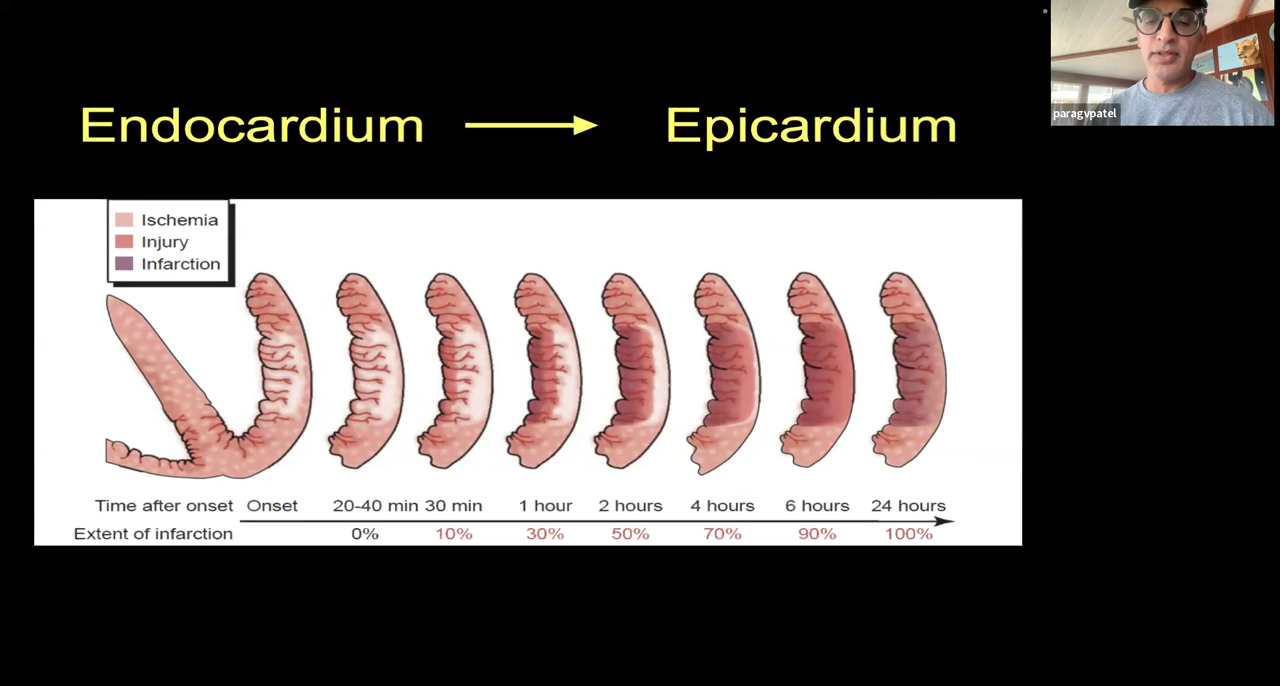 Endocardium Epicardium
paragvpatel
Ischemia
Injury
Infarction
Time after onset Onset 20-40 min 30 min 1 hour 2 hours 4 hours 6 hours 24 hours
Extent of infarction 0% 10% 30% 50% 70% 90% 100%